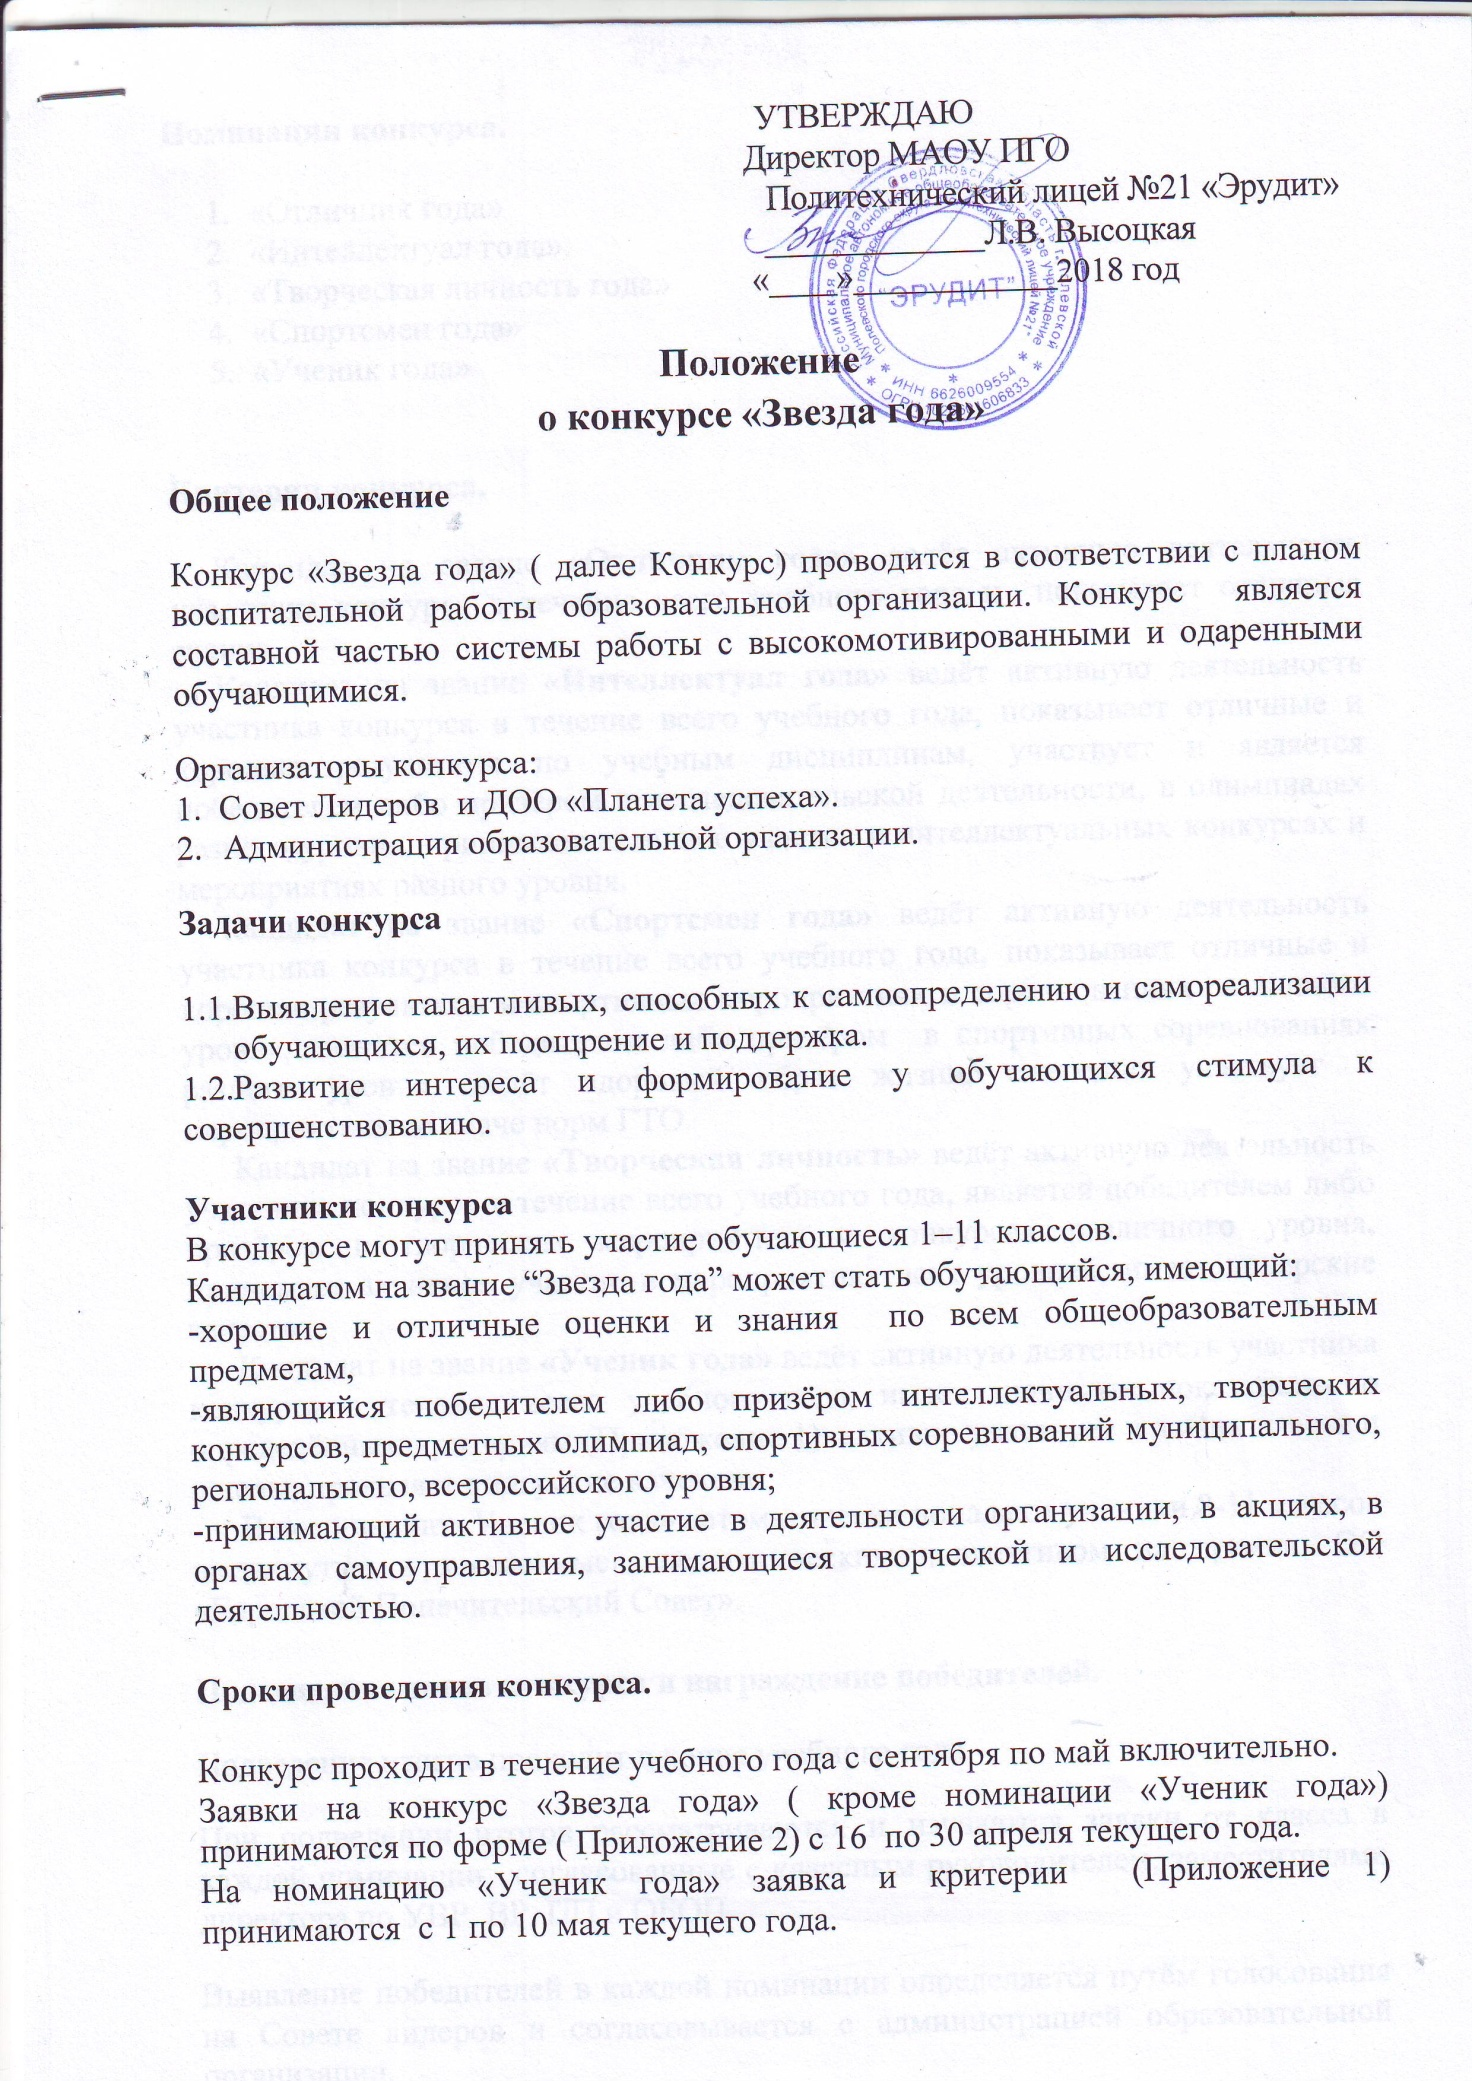 УТВЕРЖДАЮ
Директор МАОУ ПГО
Политехнический лицей №21 «Эрудит»
_____________Л.В. Высоцкая
«____»____________2018 год
"ЭРУДИТ"
ИНН 6626009554
Положение
о конкурсе «Звезда года»
Общее положение
Конкурс «Звезда года» ( далее Конкурс) проводится в соответствии с планом
воспитательной работы образовательной организации. Конкурс является
составной частью системы работы с высокомотивированными и одаренными
обучающимися.
Организаторы конкурса:
1. Совет Лидеров и ДОО «Планета успеха».
2. Администрация образовательной организации.
Задачи конкурса
1.1.Выявление талантливых, способных к самоопределению и самореализации
обучающихся, их поощрение и поддержка.
1.2.Развитие интереса и формирование у обучающихся стимула к
совершенствованию.
Участники конкурса
В конкурсе могут принять участие обучающиеся 1-11 классов.
Кандидатом на звание “Звезда года” может стать обучающийся, имеющий:
-хорошие и отличные оценки и знания по всем общеобразовательным
предметам,
-являющийся победителем либо призёром интеллектуальных, творческих
конкурсов, предметных олимпиад, спортивных соревнований муниципального,
регионального, всероссийского уровня;
-принимающий активное участие в деятельности организации, в акциях, в
органах самоуправления, занимающиеся творческой и исследовательской
деятельностью.
Сроки проведения конкурса.
Конкурс проходит в течение учебного года с сентября по май включительно.
Заявки на конкурс «Звезда года» ( кроме номинации «Ученик года»)
принимаются по форме ( Приложение 2) с 16 по 30 апреля текущего года.
На номинацию «Ученик года» заявка и критерии (Приложение 1)
принимаются с 1 по 10 мая текущего года.